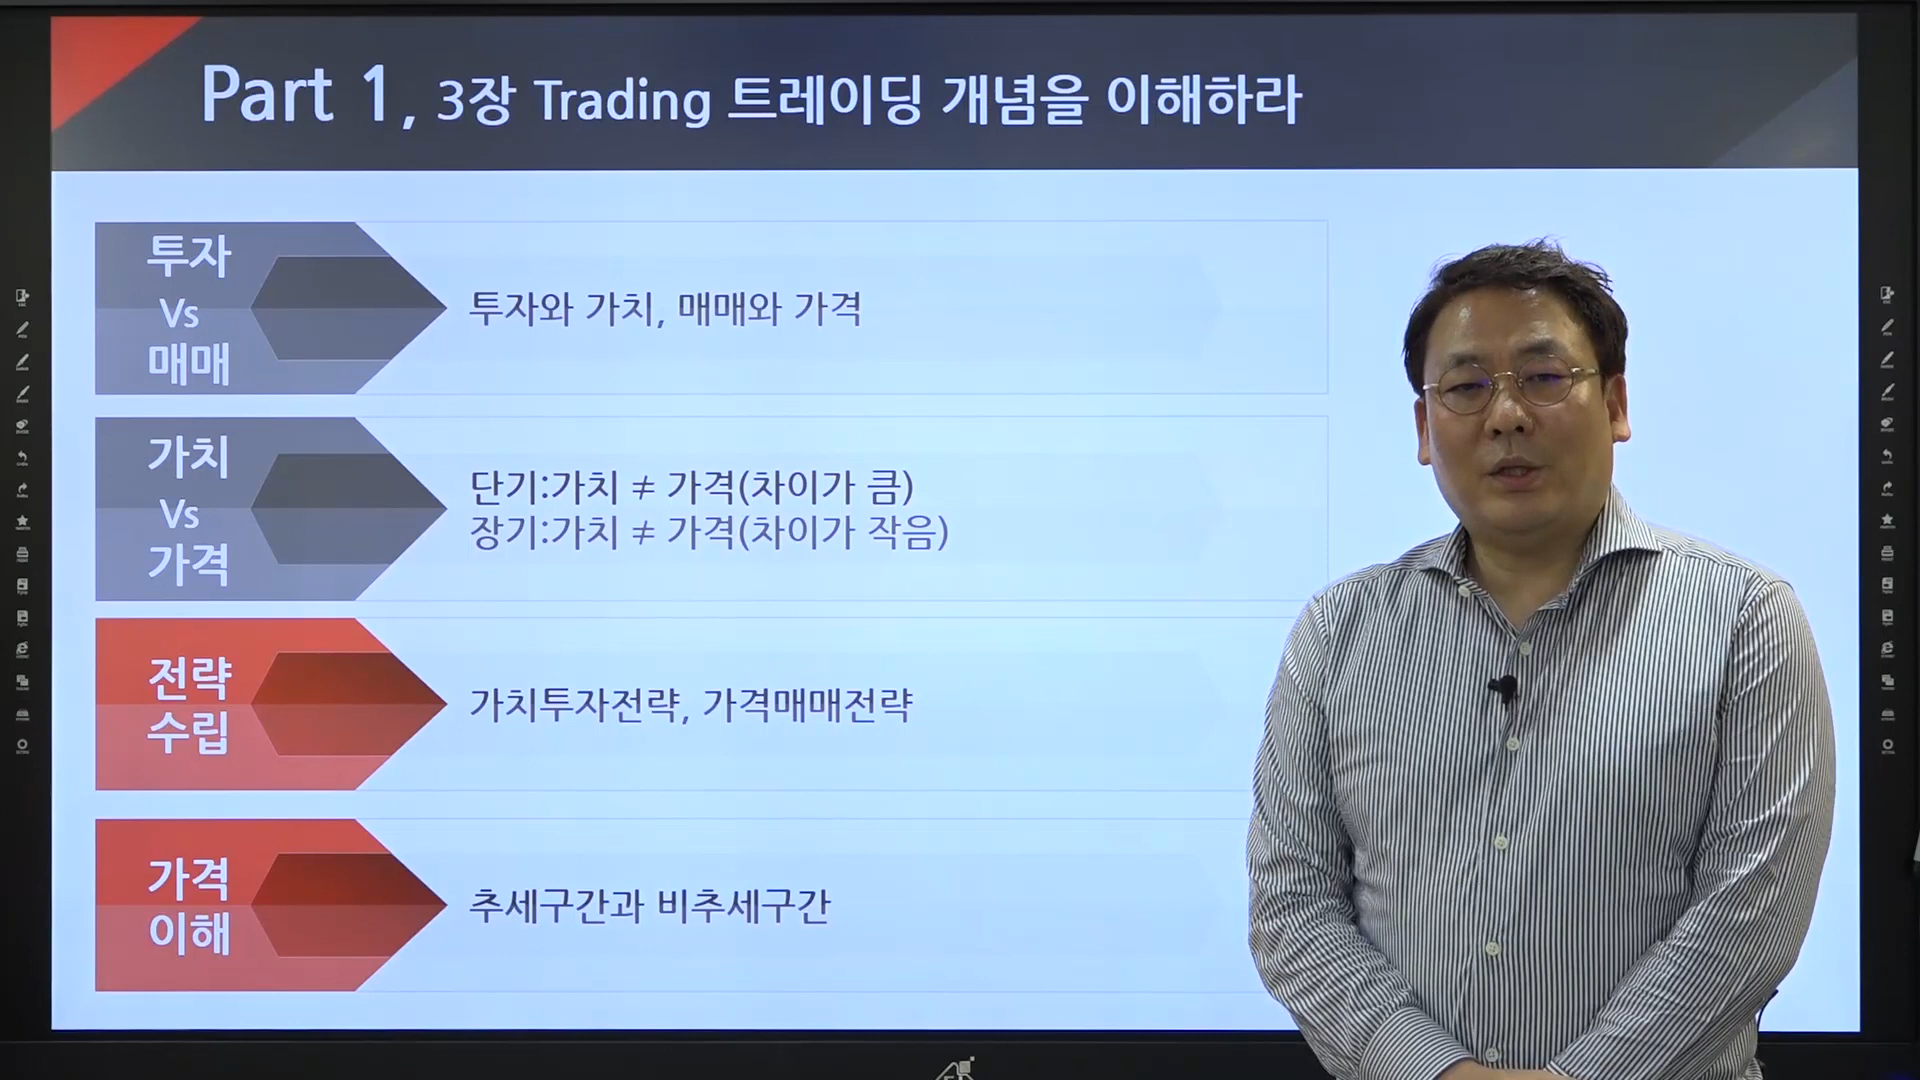 Part 1, 3장 Trading 트레이딩 개념을 이해하라
투자
Vs
매매
투자와 가치, 매매와 가격
가치
Vs
가격
단기:가치 ≠ 가격(차이가 큼)
장기:가치 ≠ 가격(차이가 작음)
전략
수립
가치투자전략, 가격매매전략
가격
이해
추세구간과 비추세구간